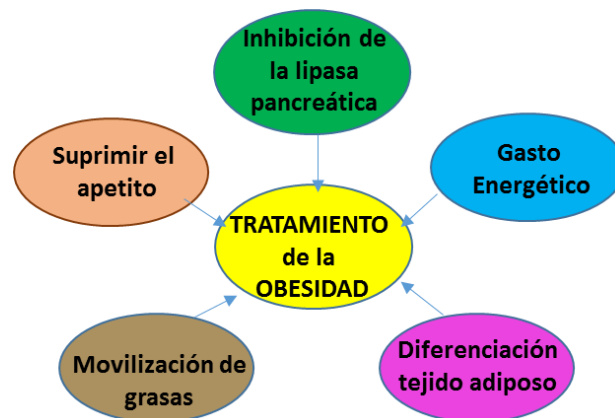 Inhibición de
la lipasa
pancreática
Suprimir el
apetito
Gasto
Energético
TRATAMIENTO
de la
OBESIDAD
Movilización de
grasas
Diferenciación
tejido adiposo